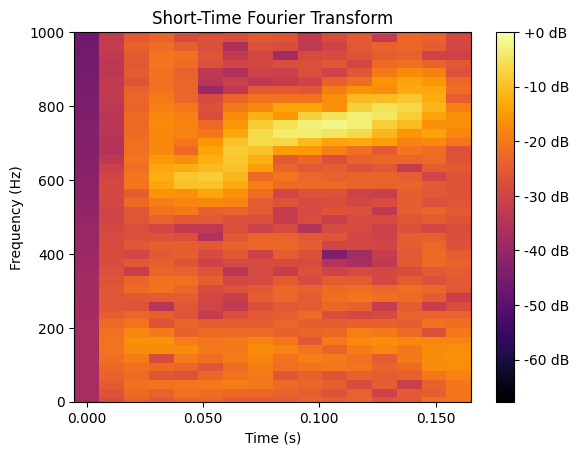 Short-Time Fourier Transform
Frequency (Hz)
1000
800
600
400
200
0
0.000
0.050
0.100
0.150
Time (s)
+0 dB
-10 dB
-20 dB
-30 dB
-40 dB
-50 dB
-60 dB